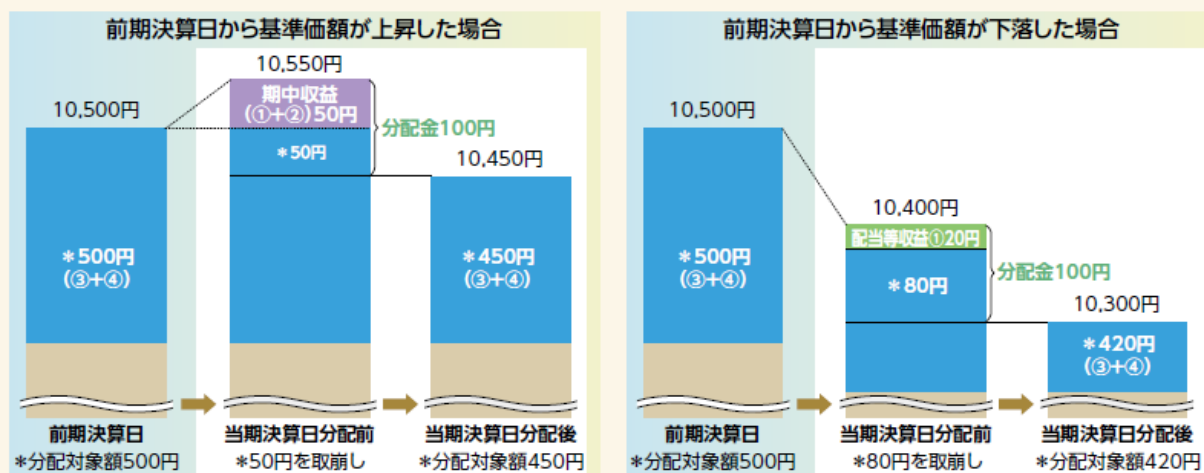 前期決算日から基準価額が上昇した場合
10,500円
10,550円
期中収益
(①+②)50円
分配金100円
*50円
10,450円
*500円
(③+④)
*450円
(③+④)
前期決算日
当期決算日分配前
当期決算日分配後
*分配対象額500円
*50円を取崩し
*分配対象額450円
前期決算日から基準価額が下落した場合
10,500円
10,400円
配当等収益①20円
分配金100円
*80円
10,300円
*500円
(③+④)
*420円
(③+④)
前期決算日
当期決算日分配前
当期決算日分配後
*分配対象額500円
*80円を取崩し
*分配対象額420円